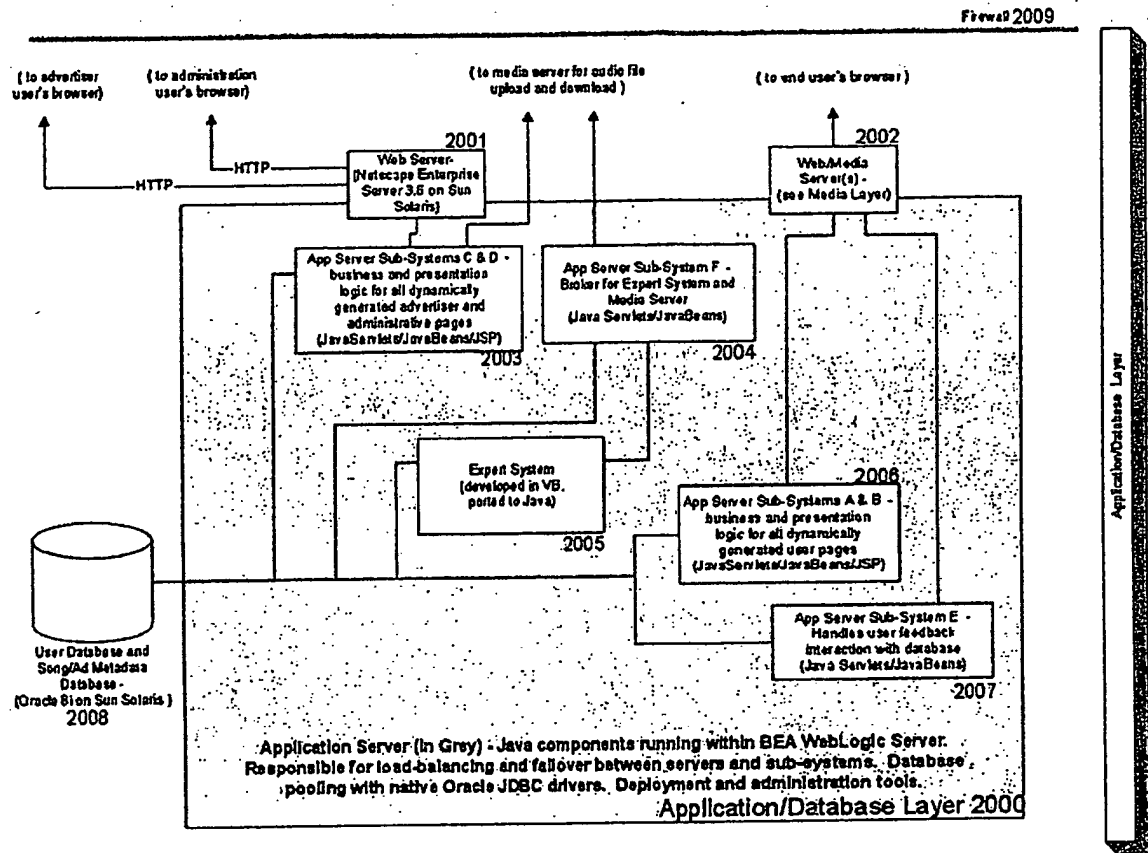 Firewall 2009
( to advertiser
user's browser)
( to administration
user's browser)
( to media server for audio file
upload and download )
( to end user's browser )
2001
2002
HTTP
HTTP
Web Server-
(Netscape Enterprise
Server 3.6 on Sun
Solaris)
Web/Media
Server(s) -
(see Media Layer)
App Server Sub-Systems C & D -
business and presentation
logic for all dynamically
generated advertiser and
administrative pages
(JavaServlets/JavaBeans/JSP)
2003
App Server Sub-System F -
Broker for Expert System and
Media Server
(Java Servlets/JavaBeans)
2004
Expert System
(developed in VB,
ported to Java)
2005
2006
App Server Sub-Systems A & B -
business and presentation
logic for all dynamically
generated user pages
(JavaServlets/JavaBeans/JSP)
App Server Sub-System E -
Handles user feedback
interaction with database
(Java Servlets/JavaBeans)
2007
User Database and
Song/Ad Metadata
Database -
(Oracle 8i on Sun Solaris )
2008
Application Server (in Grey) - Java components running within BEA WebLogic Server.
Responsible for load-balancing and failover between servers and sub-systems. Database
pooling with native Oracle JDBC drivers. Deployment and administration tools.
Application/Database Layer 2000
Application/Database Layer